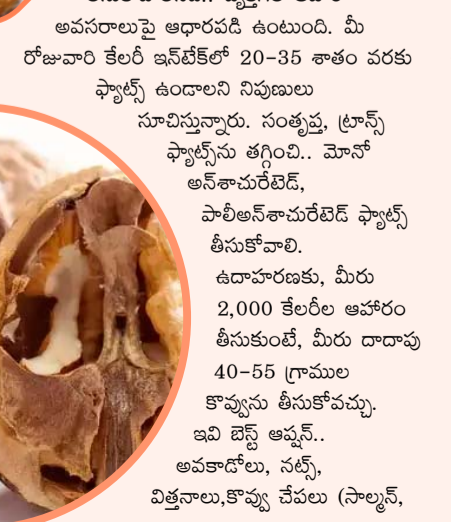 అవసరాలుపై ఆధారపడి ఉంటుంది. మీ
రోజువారి కేలరీ ఇన్‌టేక్‌లో 20-35 శాతం వరకు
ఫ్యాట్స్ ఉండాలని నిపుణులు
సూచిస్తున్నారు. సంతృప్త, ట్రాన్స్
ఫ్యాట్స్‌ను తగ్గించి.. మోనో
అన్‌శాచురేటెడ్,
పాలీఅన్‌శాచురేటెడ్ ఫ్యాట్స్
తీసుకోవాలి.
ఉదాహరణకు, మీరు
2,000 కేలరీల ఆహారం
తీసుకుంటే, మీరు దాదాపు
40-55 గ్రాముల
కొవ్వును తీసుకోవచ్చు.
ఇవి బెస్ట్ ఆప్షన్..
అవకాడోలు, నట్స్,
విత్తనాలు,కొవ్వు చేపలు (సాల్మన్,